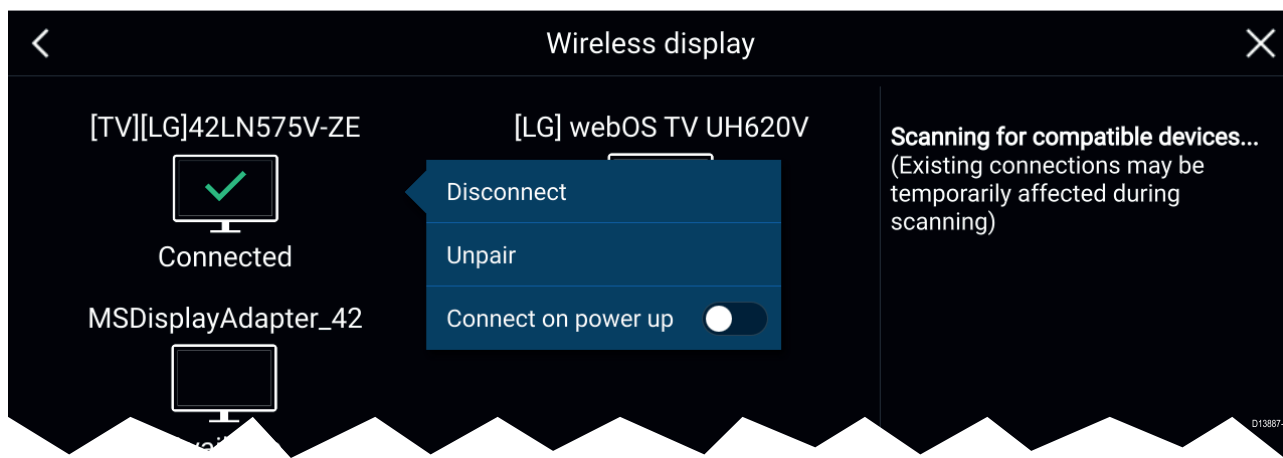 Wireless display
[TV][LG]42LN575V-ZE
[LG] webOS TV UH620V
Connected
Disconnect
Unpair
Connect on power up
MSDisplayAdapter_42
Scanning for compatible devices...
(Existing connections may be
temporarily affected during
scanning)
D13887-